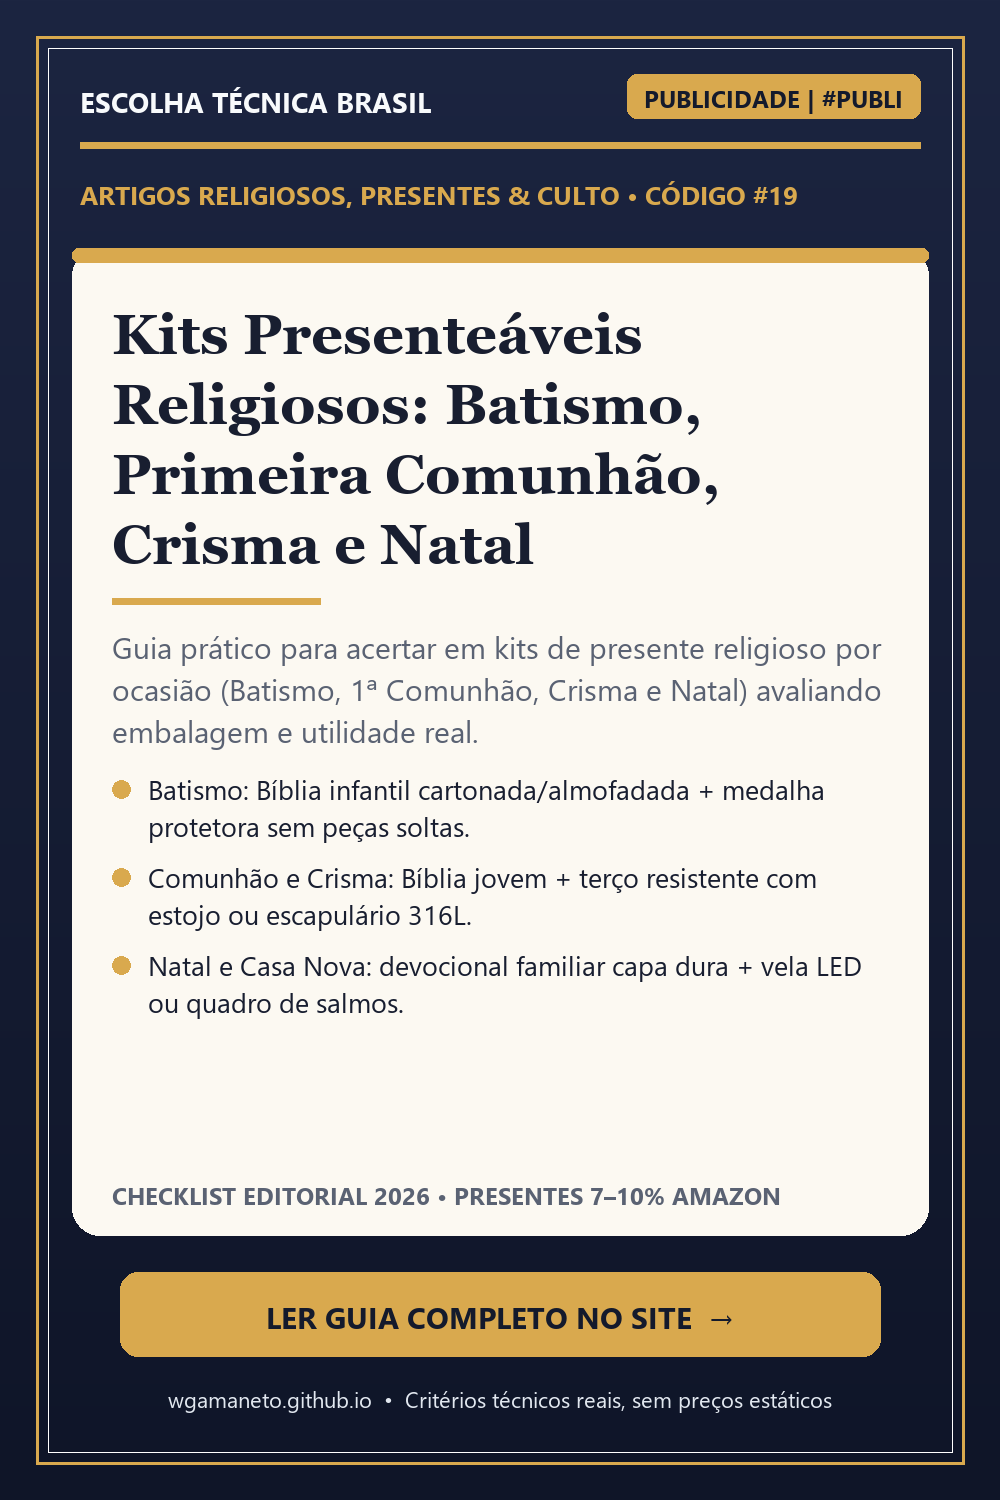 ESCOLHA TÉCNICA BRASIL
PUBLICIDADE | #PUBLI
ARTIGOS RELIGIOSOS, PRESENTES & CULTO • CÓDIGO #19
Kits Presenteáveis
Religiosos: Batismo,
Primeira Comunhão,
Crisma e Natal
Guia prático para acertar em kits de presente religioso por
ocasião (Batismo, 1ª Comunhão, Crisma e Natal) avaliando
embalagem e utilidade real.
Batismo: Bíblia infantil cartonada/almofadada + medalha
protetora sem peças soltas.
Comunhão e Crisma: Bíblia jovem + terço resistente com
estojo ou escapulário 316L.
Natal e Casa Nova: devocional familiar capa dura + vela LED
ou quadro de salmos.
CHECKLIST EDITORIAL 2026 • PRESENTES 7–10% AMAZON
LER GUIA COMPLETO NO SITE →
wgamaneto.github.io • Critérios técnicos reais, sem preços estáticos